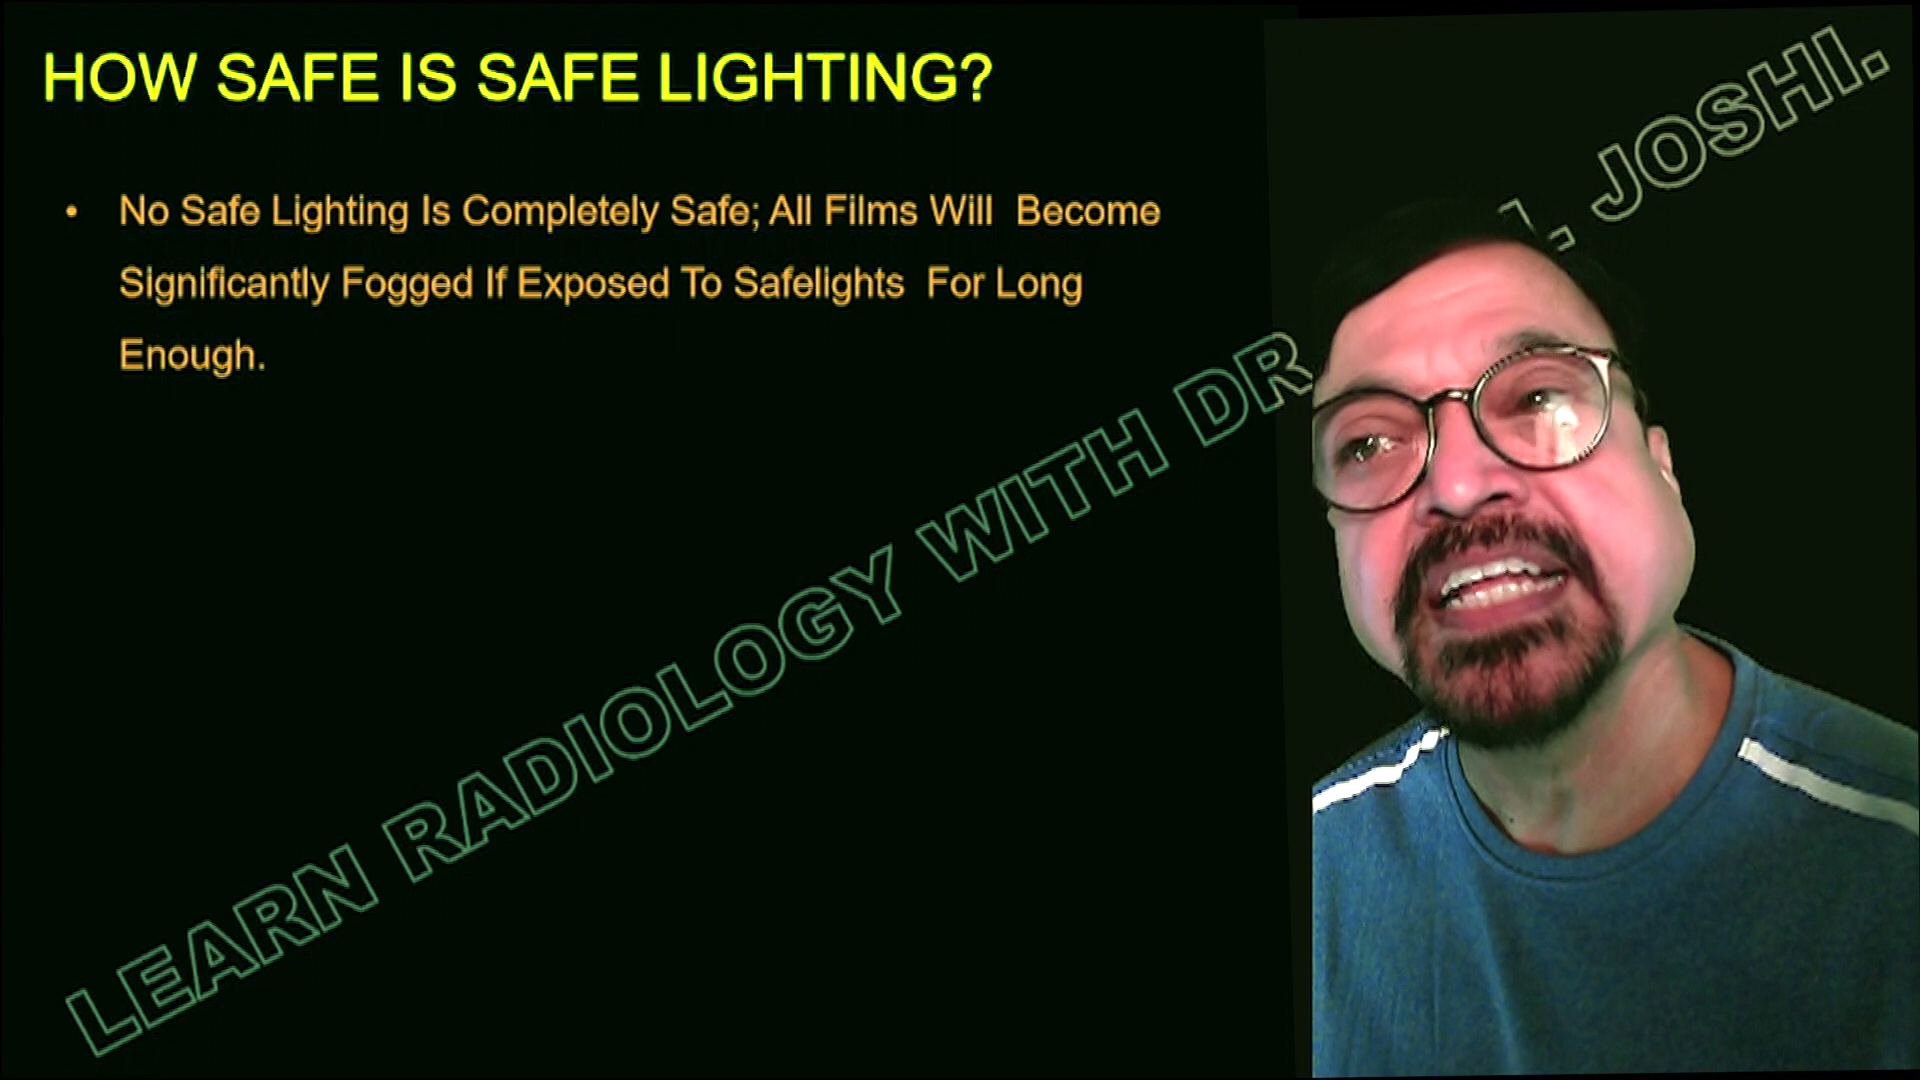 HOW SAFE IS SAFE LIGHTING?
• No Safe Lighting Is Completely Safe; All Films Will Become
Significantly Fogged If Exposed To Safelights For Long
Enough.
LEARN RADIOLOGY WITH DR JOSHI.